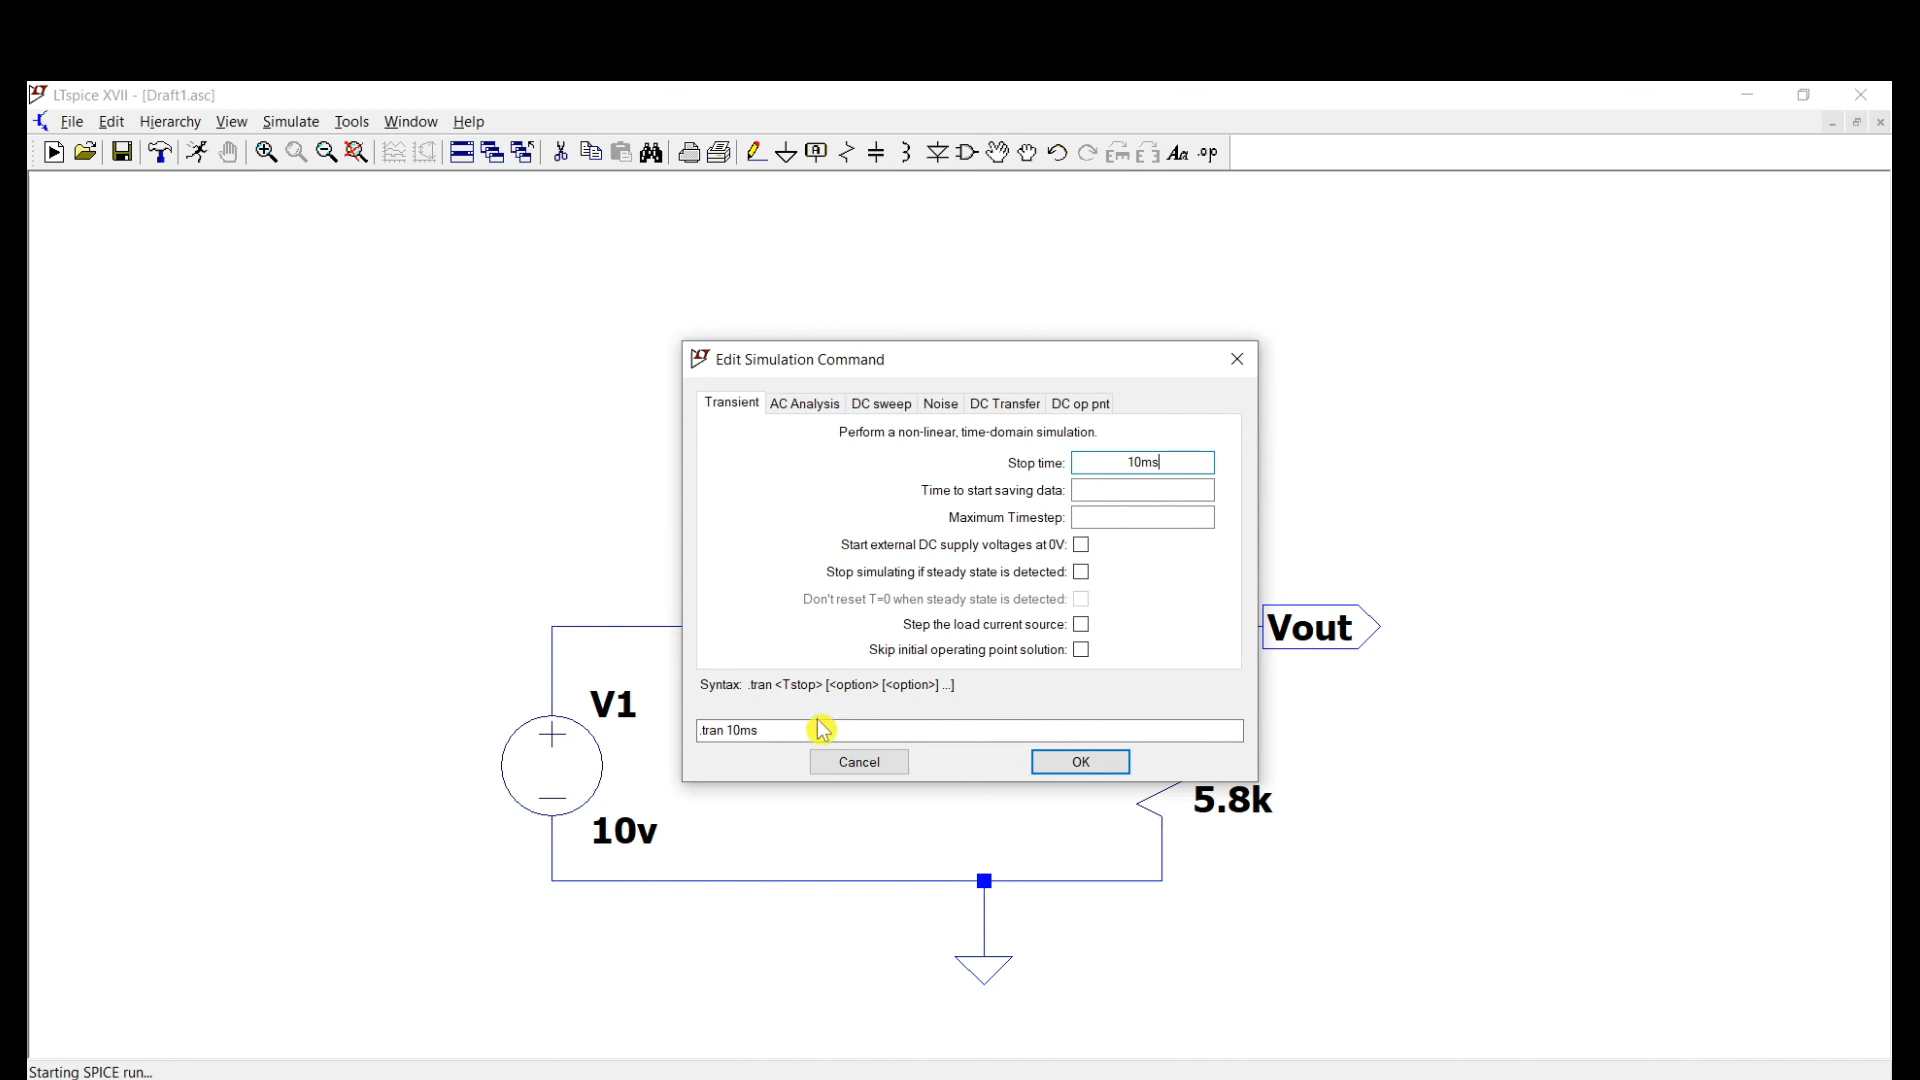 LTspice XVII - [Draft1.asc]
File Edit Hierarchy View Simulate Tools Window Help
Aa .op
Edit Simulation Command
Transient AC Analysis DC sweep Noise DC Transfer DC op pnt
Perform a non-linear, time-domain simulation.
Stop time: 10ms
Time to start saving data:
Maximum Timestep:
Start external DC supply voltages at 0V:
Stop simulating if steady state is detected:
Don't reset T=0 when steady state is detected:
Step the load current source:
Skip initial operating point solution:
Syntax: .tran <Tstop> [<option> [<option>] ...]
.tran 10ms
Cancel OK
Vout
V1
10v
5.8k
Starting SPICE run...